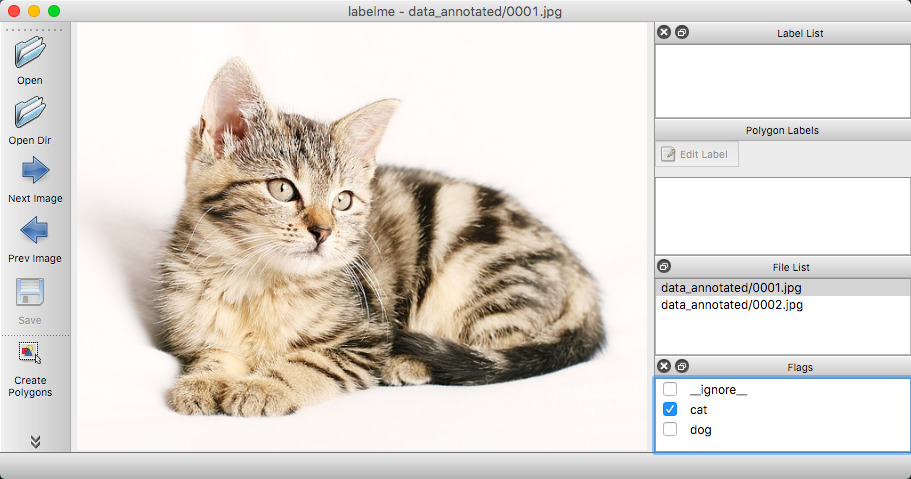 labelme - data_annotated/0001.jpg
Open
Open Dir
Next Image
Prev Image
Save
Create
Polygons
Label List
Polygon Labels
Edit Label
File List
data_annotated/0001.jpg
data_annotated/0002.jpg
Flags
__ignore__
cat
dog